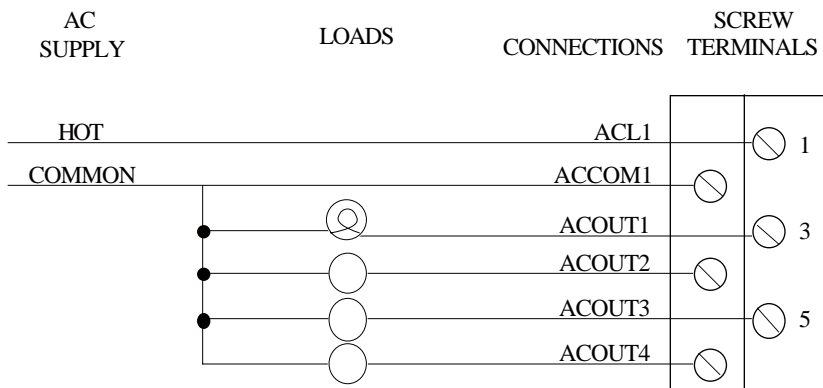 AC SUPPLY
LOADS
CONNECTIONS
SCREW TERMINALS
HOT ACL1 1
COMMON ACCOM1
ACOUT1 3
ACOUT2
ACOUT3 5
ACOUT4